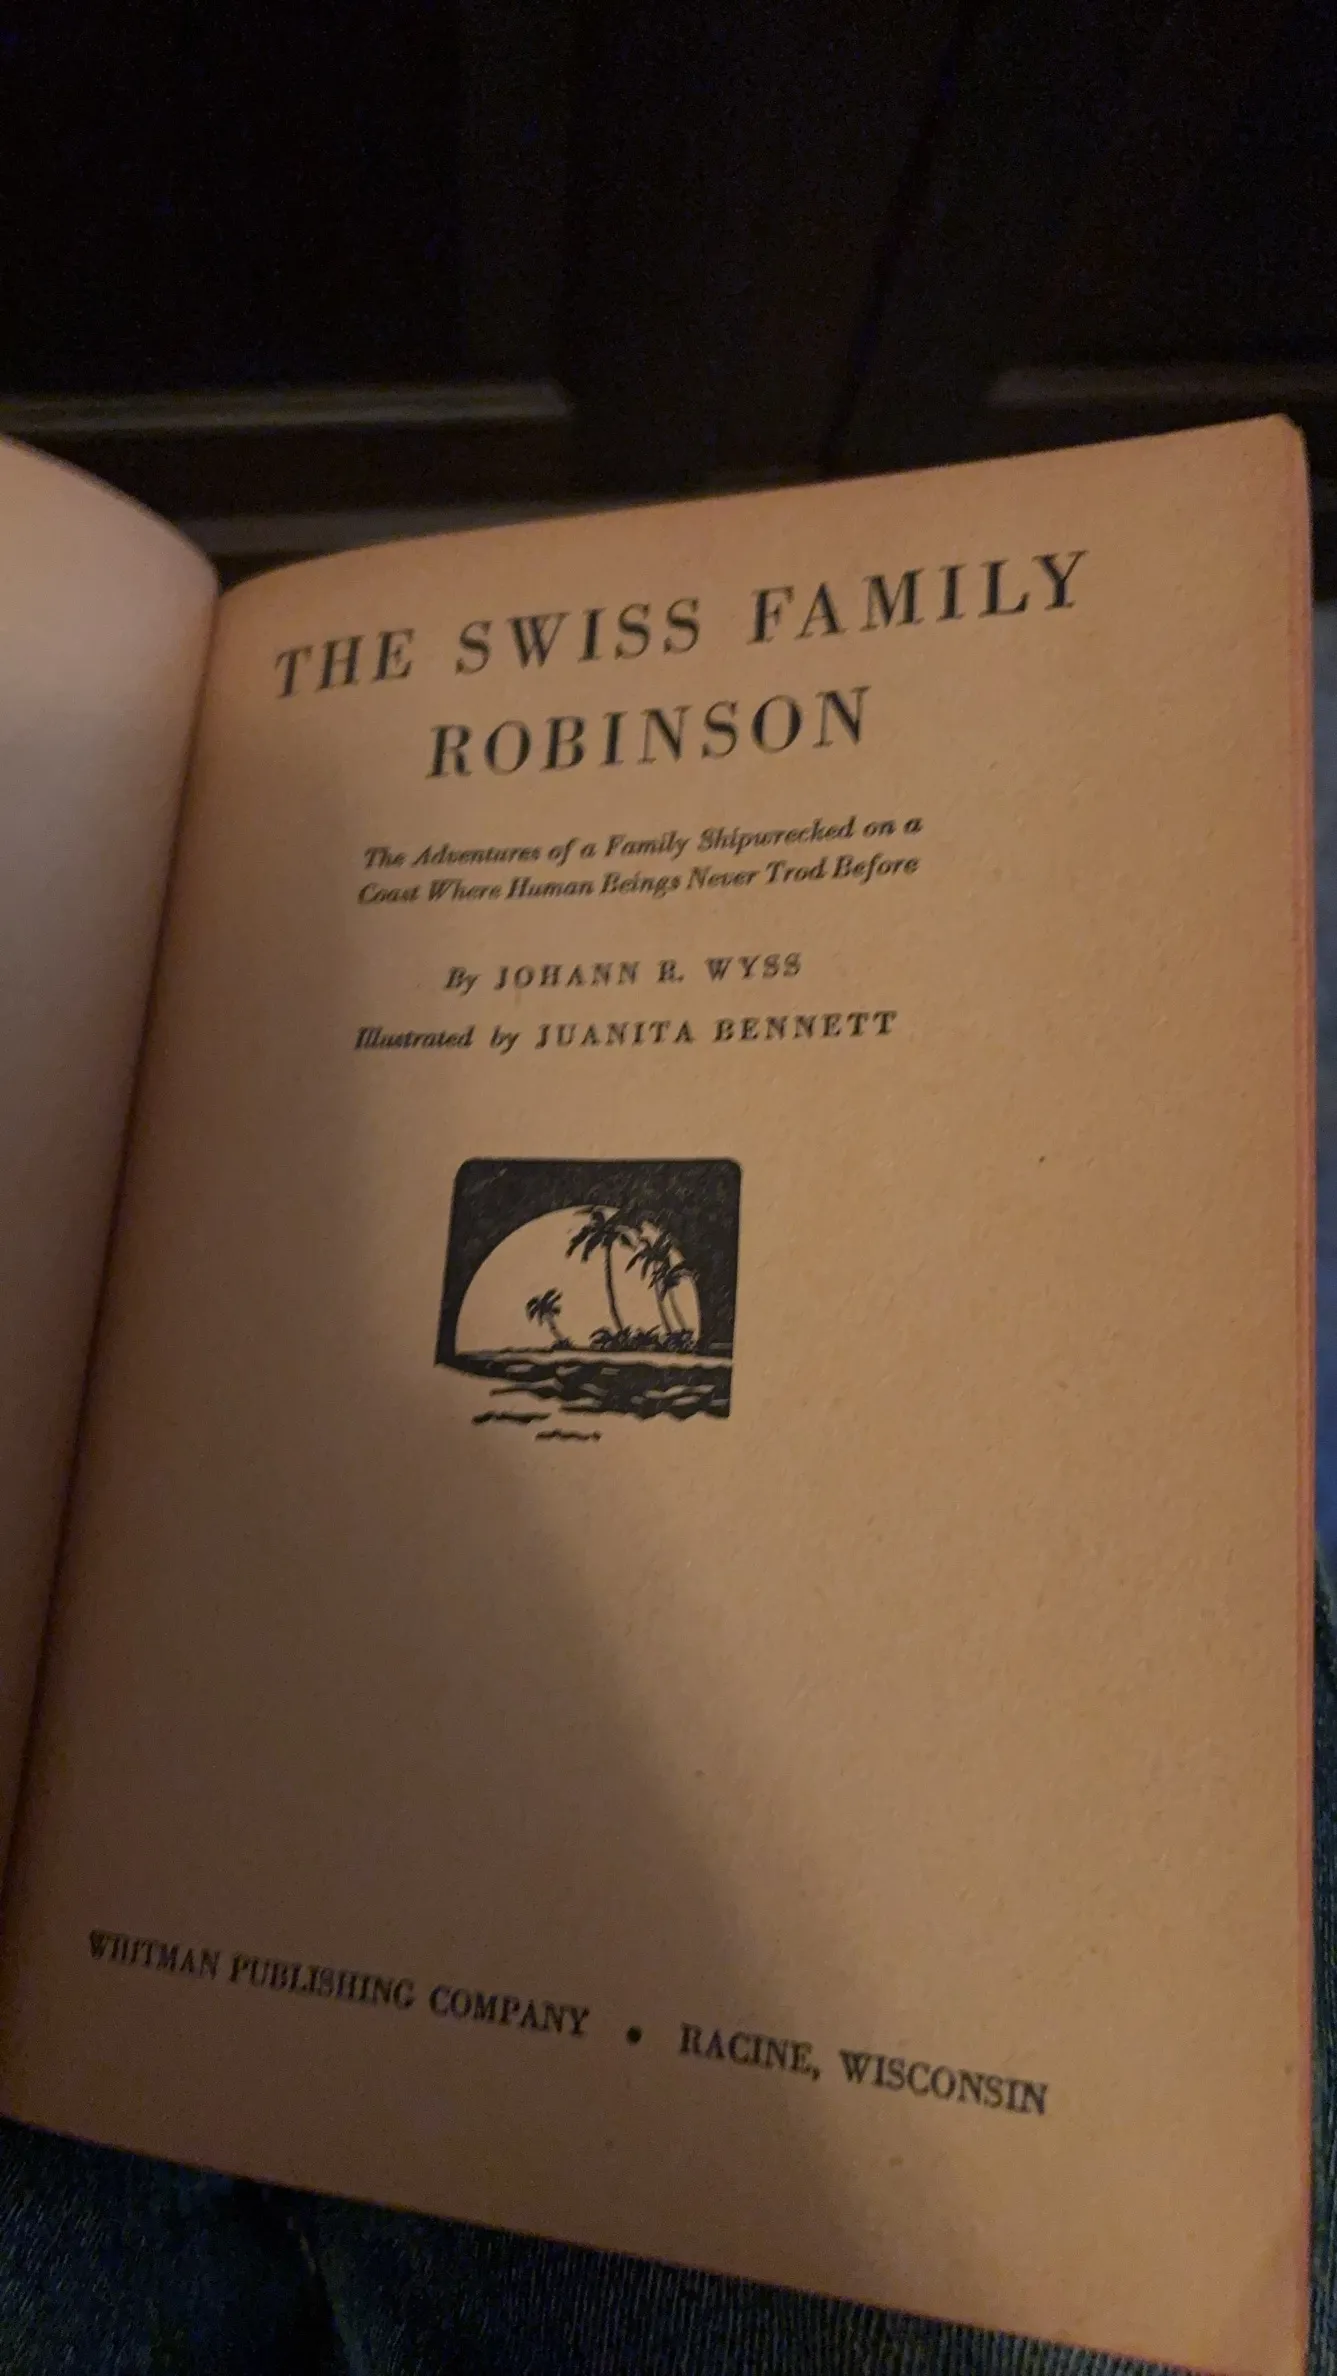 THE SWISS FAMILY
ROBINSON
The Adventures of a Family Shipwrecked on a
Coast Where Human Beings Never Trod Before
By JOHANN R. WYSS
Illustrated by JUANITA BENNETT
WHITMAN PUBLISHING COMPANY • RACINE, WISCONSIN